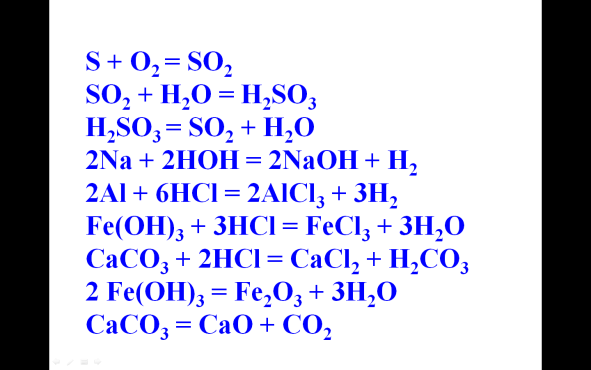 S + O₂ = SO₂
SO₂ + H₂O = H₂SO₃
H₂SO₃ = SO₂ + H₂O
2Na + 2HOH = 2NaOH + H₂
2Al + 6HCl = 2AlCl₃ + 3H₂
Fe(OH)₃ + 3HCl = FeCl₃ + 3H₂O
CaCO₃ + 2HCl = CaCl₂ + H₂CO₃
2 Fe(OH)₃ = Fe₂O₃ + 3H₂O
CaCO₃ = CaO + CO₂